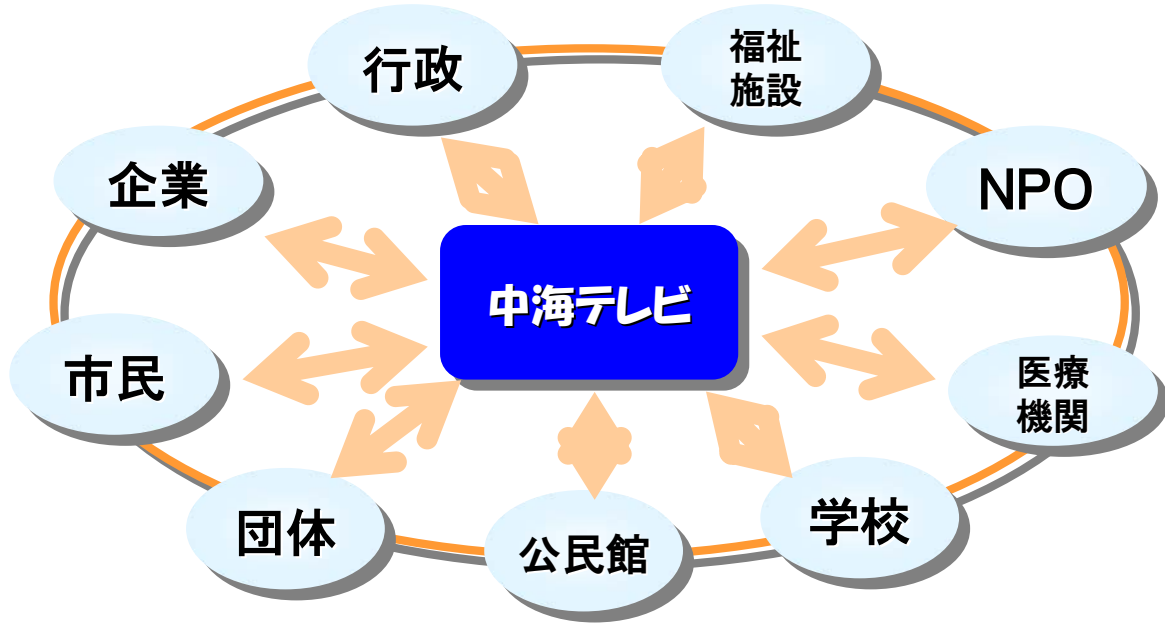 行政
福祉
施設
企業
NPO
中海テレビ
市民
医療
機関
団体
公民館
学校